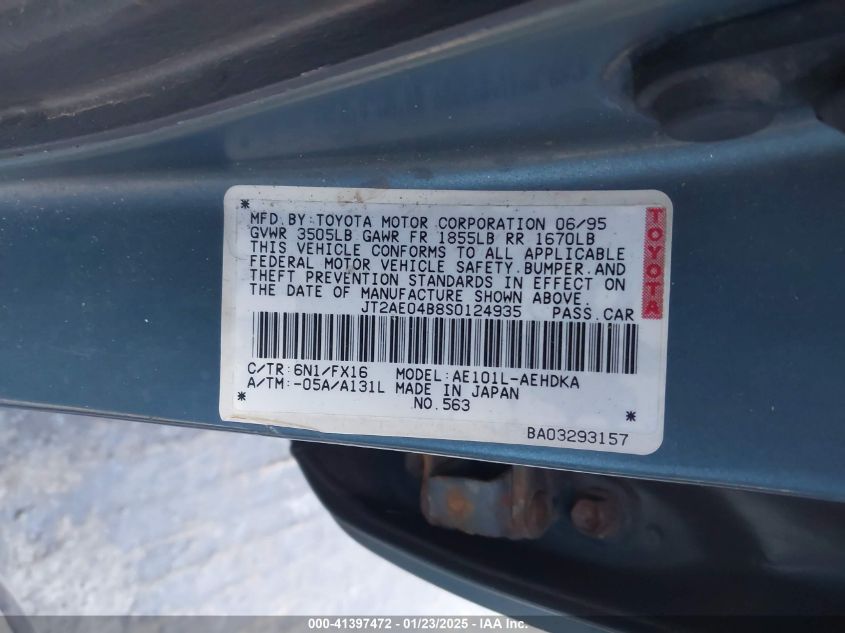 MFD.BY:TOYOTA MOTOR CORPORATION 06/95
GVWR 3505LB GAWR FR 1855LB RR 1670LB
THIS VEHICLE CONFORMS TO ALL APPLICABLE
FEDERAL MOTOR VEHICLE SAFETY.BUMPER.AND
THEFT PREVENTION STANDARDS IN EFFECT ON
THE DATE OF MANUFACTURE SHOWN ABOVE.
JT2AE04B8S0124935 PASS.CAR
TOYOTA
C/TR:6N1/FX16 MODEL:AE101L-AEHDKA
A/TM:-05A/A131L MADE IN JAPAN
NO.563
BA03293157
000-41397472 | 01/23/2025 | IAA Inc.